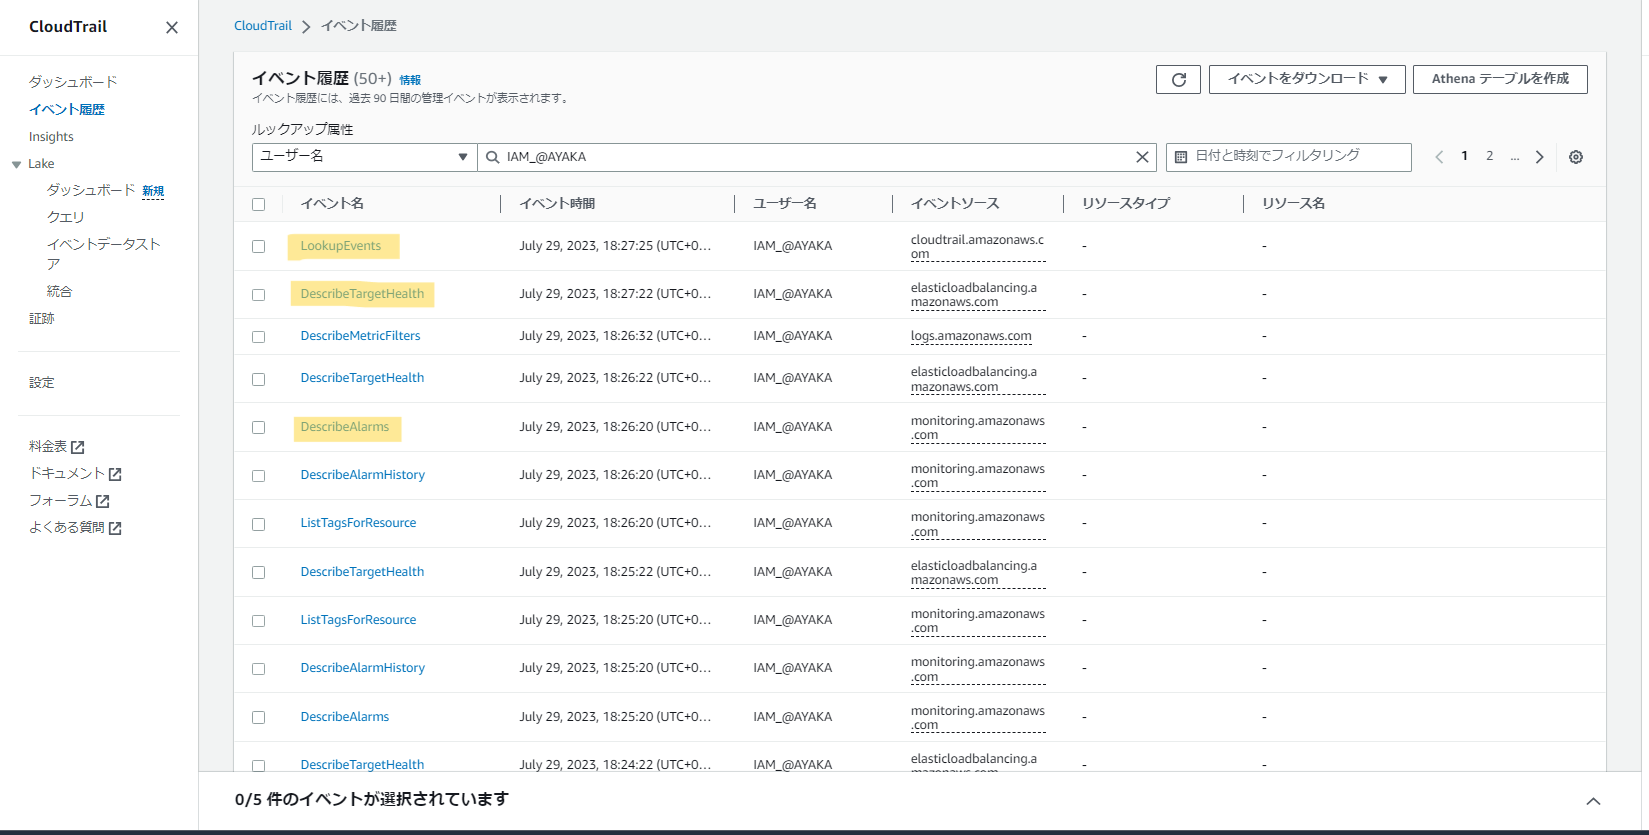 CloudTrail
ダッシュボード
イベント履歴
Insights
Lake
ダッシュボード 新規
クエリ
イベントデータスト
ア
統合
証跡
設定
料金表
ドキュメント
フォーラム
よくある質問
CloudTrail イベント履歴
イベント履歴 (50+) 情報
イベント履歴には、過去 90 日間の管理イベントが表示されます。
イベントをダウンロード
Athena テーブルを作成
ルックアップ属性
ユーザー名
IAM_@AYAKA
日付と時刻でフィルタリング
1 2 ...
イベント名 イベント時間 ユーザー名 イベントソース リソースタイプ リソース名
LookupEvents July 29, 2023, 18:27:25 (UTC+0... IAM_@AYAKA cloudtrail.amazonaws.c - -
om
DescribeTargetHealth July 29, 2023, 18:27:22 (UTC+0... IAM_@AYAKA elasticloadbalancing.a - -
mazonaws.com
DescribeMetricFilters July 29, 2023, 18:26:32 (UTC+0... IAM_@AYAKA logs.amazonaws.com - -
DescribeTargetHealth July 29, 2023, 18:26:22 (UTC+0... IAM_@AYAKA elasticloadbalancing.a - -
mazonaws.com
DescribeAlarms July 29, 2023, 18:26:20 (UTC+0... IAM_@AYAKA monitoring.amazonaws - -
.com
DescribeAlarmHistory July 29, 2023, 18:26:20 (UTC+0... IAM_@AYAKA monitoring.amazonaws - -
.com
ListTagsForResource July 29, 2023, 18:26:20 (UTC+0... IAM_@AYAKA monitoring.amazonaws - -
.com
DescribeTargetHealth July 29, 2023, 18:25:22 (UTC+0... IAM_@AYAKA elasticloadbalancing.a - -
mazonaws.com
ListTagsForResource July 29, 2023, 18:25:20 (UTC+0... IAM_@AYAKA monitoring.amazonaws - -
.com
DescribeAlarmHistory July 29, 2023, 18:25:20 (UTC+0... IAM_@AYAKA monitoring.amazonaws - -
.com
DescribeAlarms July 29, 2023, 18:25:20 (UTC+0... IAM_@AYAKA monitoring.amazonaws - -
.com
DescribeTargetHealth July 29, 2023, 18:24:22 (UTC+0... IAM_@AYAKA elasticloadbalancing.a - -
0/5 件のイベントが選択されています